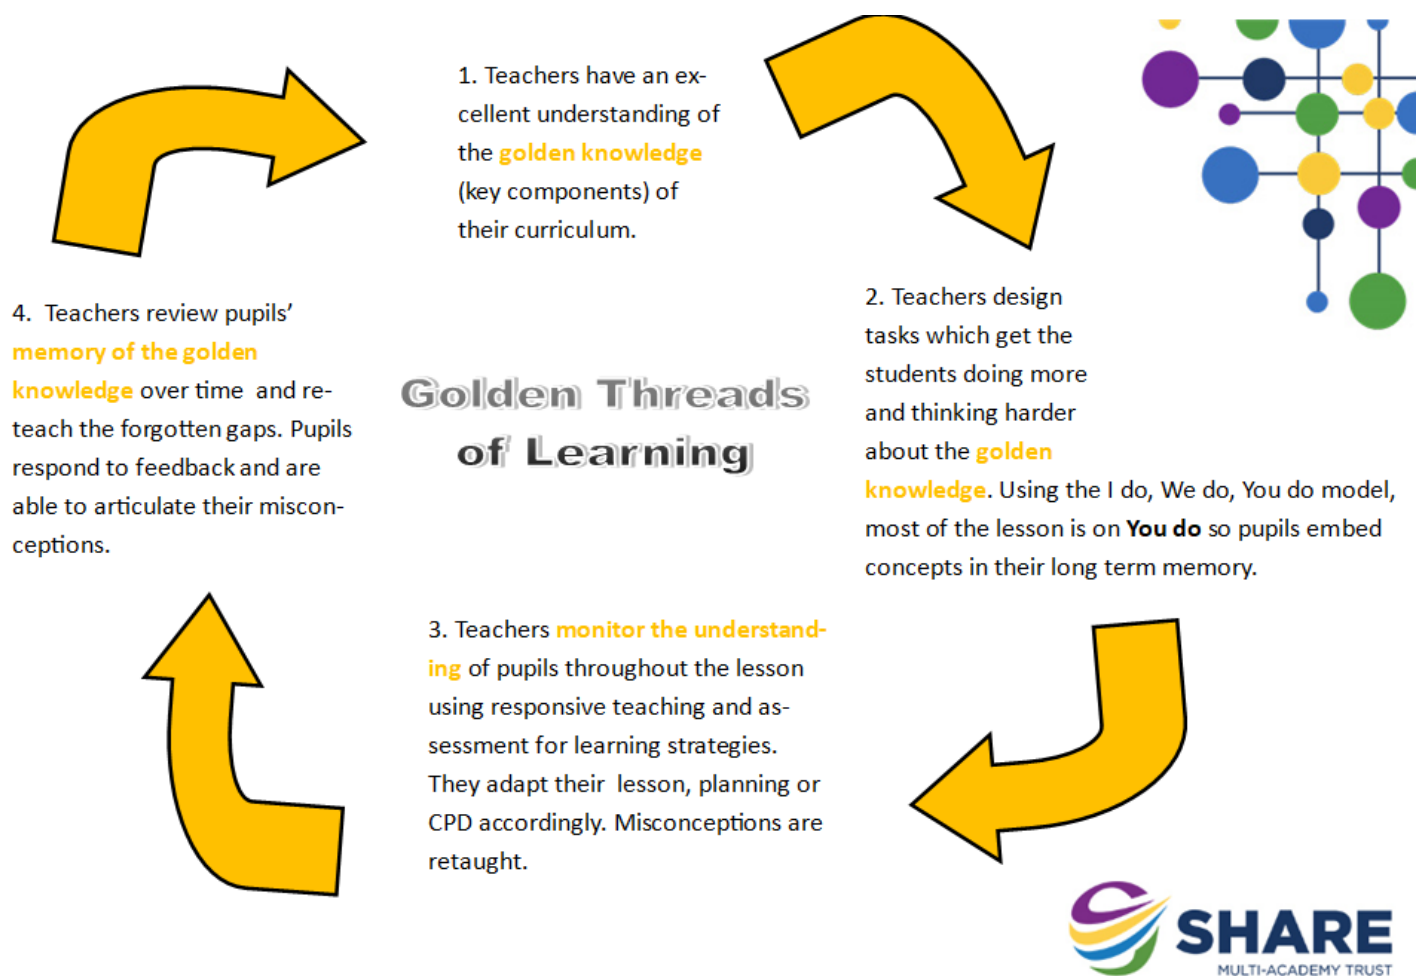 1. Teachers have an ex-
cellent understanding of
the golden knowledge
(key components) of
their curriculum.
2. Teachers design
tasks which get the
students doing more
and thinking harder
about the golden
knowledge. Using the I do, We do, You do model,
most of the lesson is on You do so pupils embed
concepts in their long term memory.
3. Teachers monitor the understand-
ing of pupils throughout the lesson
using responsive teaching and as-
sessment for learning strategies.
They adapt their lesson, planning or
CPD accordingly. Misconceptions are
retaught.
4. Teachers review pupils’
memory of the golden
knowledge over time and re-
teach the forgotten gaps. Pupils
respond to feedback and are
able to articulate their miscon-
ceptions.
Golden Threads
of Learning
SHARE
MULTI-ACADEMY TRUST